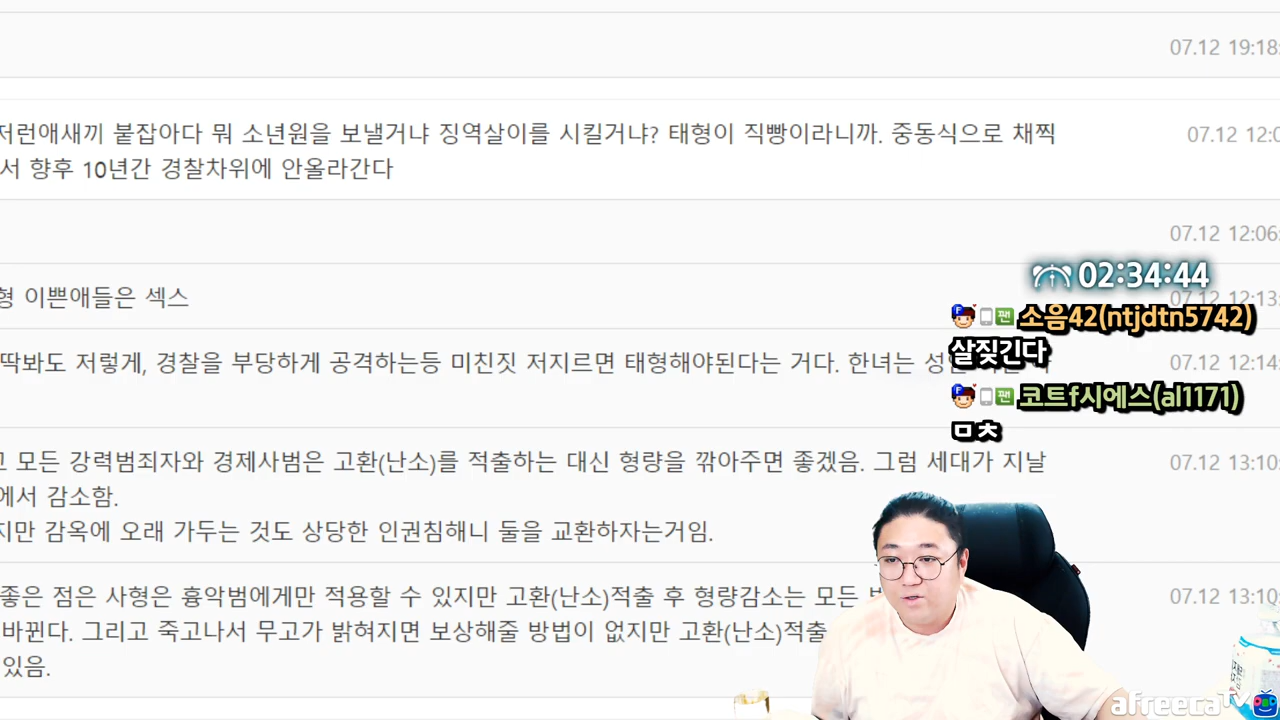 07.12 19:18:
저런애새끼 붙잡아다 뭐 소년원을 보낼거냐 징역살이를 시킬거냐? 태형이 직빵이라니까. 중동식으로 채찍
07.12 12:0
서 향후 10년간 경찰차위에 안올라간다
07.12 12:06:
02:34:44
형 이쁜애들은 섹스
07.12 12:13:
팬 소음42(ntjdtn5742)
살찢긴다
딱봐도 저렇게, 경찰을 부당하게 공격하는등 미친짓 저지르면 태형해야된다는 거다. 한녀는
07.12 12:14:
팬 코트f시에스(al1171)
ㅁㅊ
고 모든 강력범죄자와 경제사범은 고환(난소)를 적출하는 대신 형량을 깎아주면 좋겠음. 그럼 세대가 지날
07.12 13:10:
에서 감소함.
지만 감옥에 오래 가두는 것도 상당한 인권침해니 둘을 교환하자는거임.
좋은 점은 사형은 흉악범에게만 적용할 수 있지만 고환(난소)적출 후 형량감소는 모든
07.12 13:10:
바뀐다. 그리고 죽고나서 무고가 밝혀지면 보상해줄 방법이 없지만 고환(난소)적출
있음.
afreecaTV